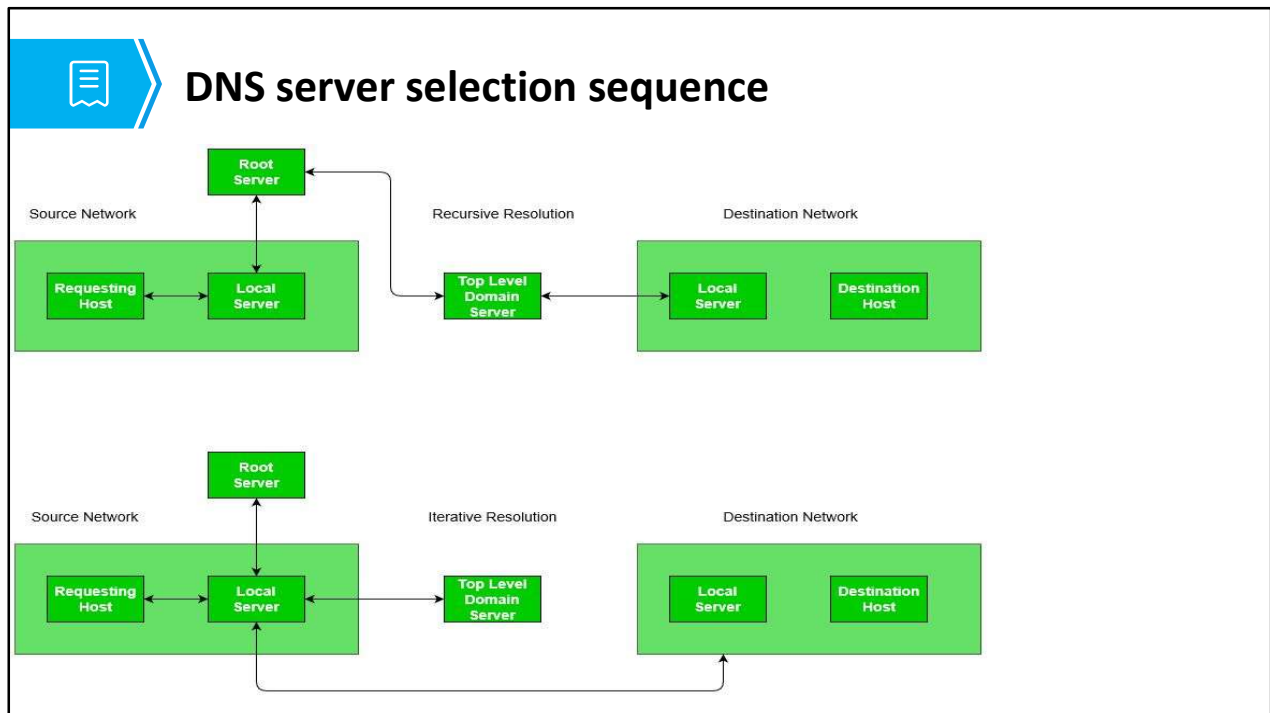 DNS server selection sequence
Root
Server
Source Network
Recursive Resolution
Destination Network
Requesting
Host
Local
Server
Top Level
Domain
Server
Local
Server
Destination
Host
Root
Server
Source Network
Iterative Resolution
Destination Network
Requesting
Host
Local
Server
Top Level
Domain
Server
Local
Server
Destination
Host